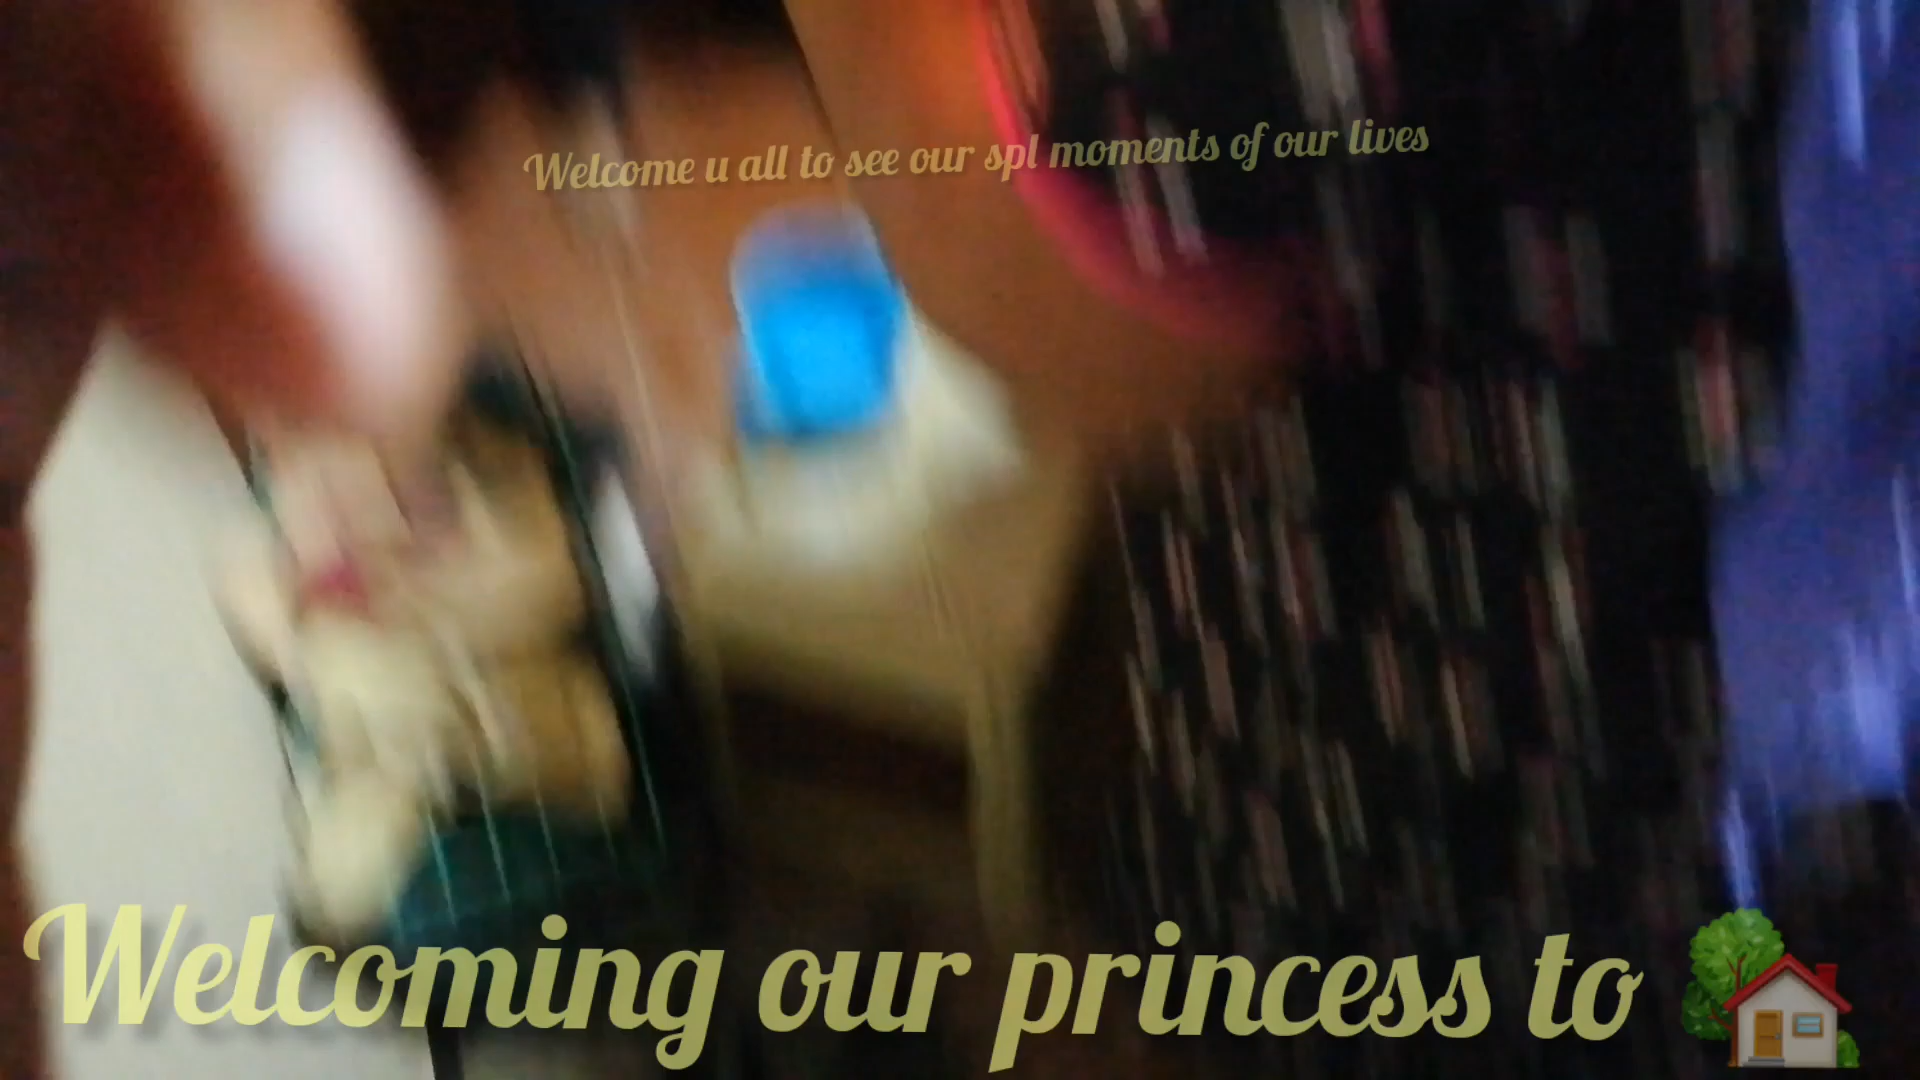 Welcome u all to see our spl moments of our lives
Welcoming our princess to 🏡